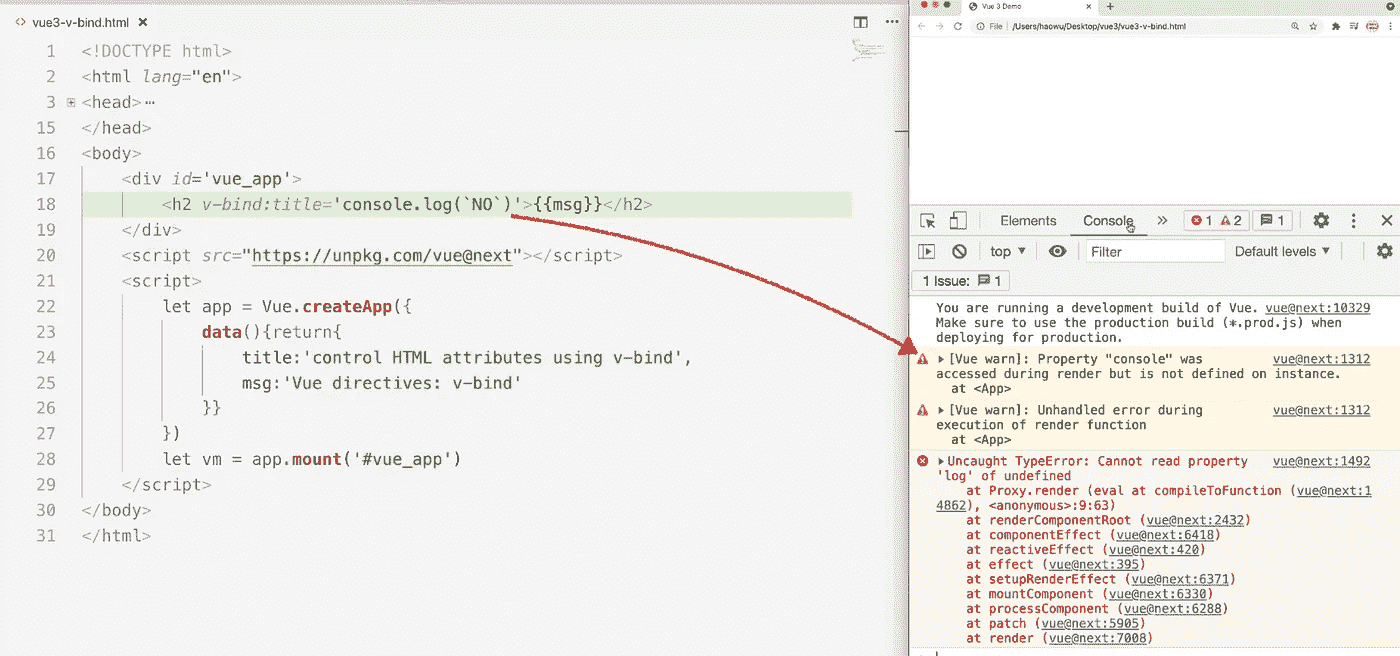 vue3-v-bind.html
1 <!DOCTYPE html>
2 <html lang="en">
3 <head>…
15 </head>
16 <body>
17 <div id='vue_app'>
18 <h2 v-bind:title='console.log(`NO`)'>{{msg}}</h2>
19 </div>
20 <script src="https://unpkg.com/vue@next"></script>
21 <script>
22 let app = Vue.createApp({
23 data(){return{
24 title:'control HTML attributes using v-bind',
25 msg:'Vue directives: v-bind'
26 }}
27 })
28 let vm = app.mount('#vue_app')
29 </script>
30 </body>
31 </html>
Vue 3 Demo
File /Users/haowu/Desktop/vue3/vue3-v-bind.html
Elements Console 1 2 1
top Filter Default levels
1 Issue: 1
You are running a development build of Vue. vue@next:10329
Make sure to use the production build (*.prod.js) when
deploying for production.
[Vue warn]: Property "console" was vue@next:1312
accessed during render but is not defined on instance.
at <App>
[Vue warn]: Unhandled error during vue@next:1312
execution of render function
at <App>
Uncaught TypeError: Cannot read property vue@next:1492
'log' of undefined
at Proxy.render (eval at compileToFunction (vue@next:1
4862), <anonymous>:9:63)
at renderComponentRoot (vue@next:2432)
at componentEffect (vue@next:6418)
at reactiveEffect (vue@next:420)
at effect (vue@next:395)
at setupRenderEffect (vue@next:6371)
at mountComponent (vue@next:6330)
at processComponent (vue@next:6288)
at patch (vue@next:5905)
at render (vue@next:7008)